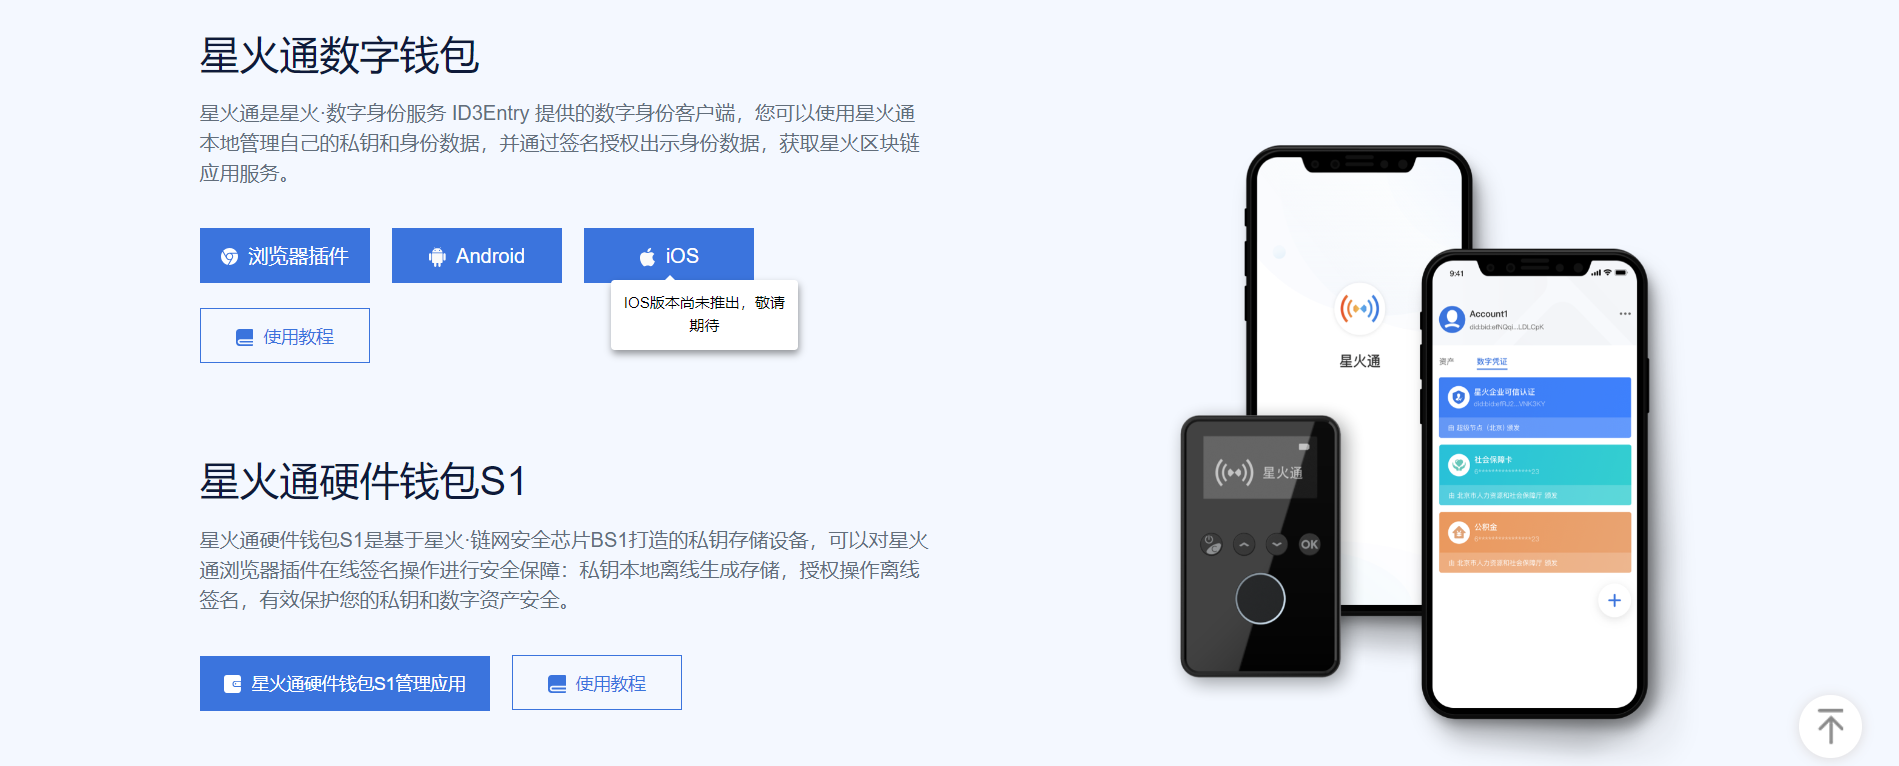 星火通数字钱包
星火通是星火·数字身份服务 ID3Entry 提供的数字身份客户端，您可以使用星火通
本地管理自己的私钥和身份数据，并通过签名授权出示身份数据，获取星火区块链
应用服务。
浏览器插件
Android
iOS
IOS版本尚未推出，敬请
期待
使用教程
星火通硬件钱包S1
星火通硬件钱包S1是基于星火·链网安全芯片BS1打造的私钥存储设备，可以对星火
通浏览器插件在线签名操作进行安全保障：私钥本地离线生成存储，授权操作离线
签名，有效保护您的私钥和数字资产安全。
星火通硬件钱包S1管理应用
使用教程
星火通
星火通
OK
9:41
Account1
did:bid:efNQqi...LDLCpK
资产
数字凭证
星火企业可信认证
由 超级节点（北京）颁发
社会保障卡
6****************23
由 北京市人力资源和社会保障厅 颁发
公积金
6****************23
由 北京市人力资源和社会保障厅 颁发